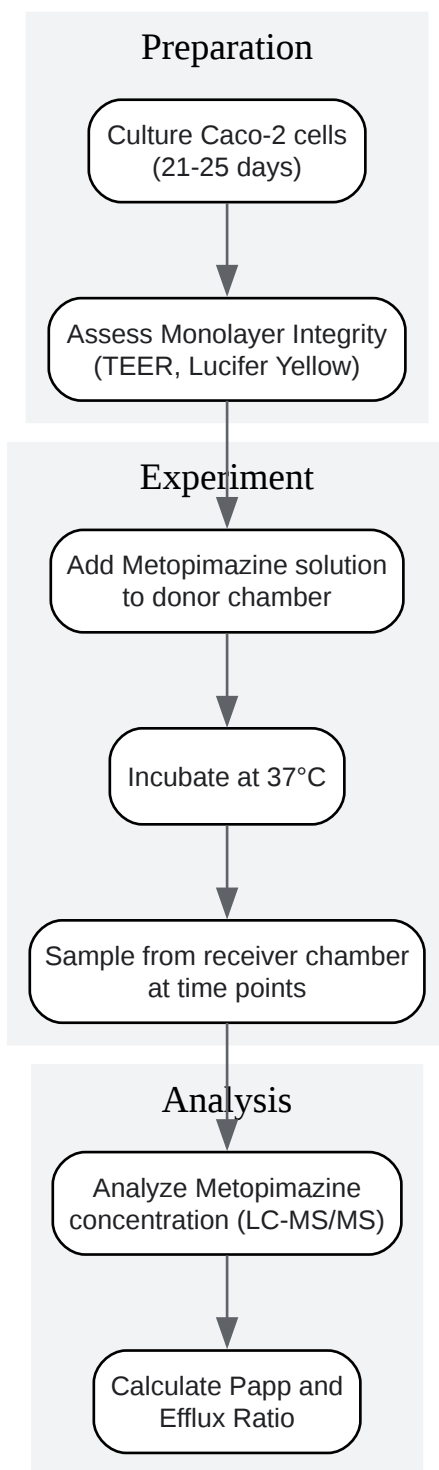 Preparation
Culture Caco-2 cells
(21-25 days)
Assess Monolayer Integrity
(TEER, Lucifer Yellow)
Experiment
Add Metopimazine solution
to donor chamber
Incubate at 37°C
Sample from receiver chamber
at time points
Analysis
Analyze Metopimazine
concentration (LC-MS/MS)
Calculate Papp and
Efflux Ratio